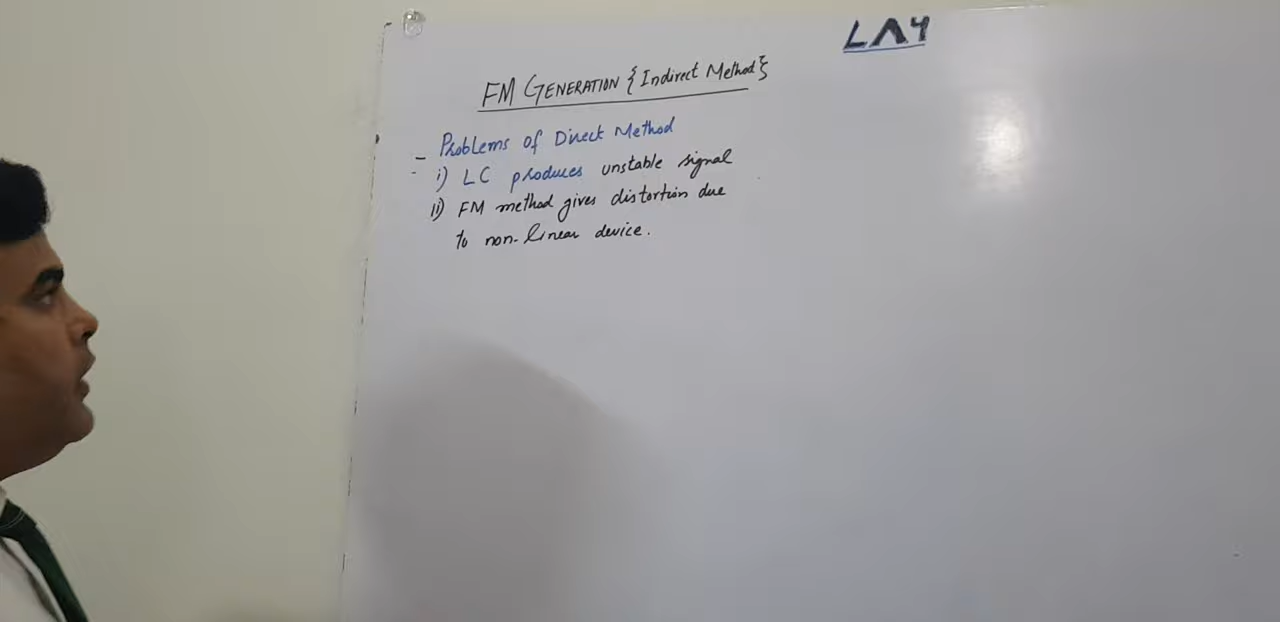 LA4
FM GENERATION {Indirect Method}
- Problems of Direct Method
i) LC produces unstable signal
ii) FM method gives distortion due
to non-linear device.